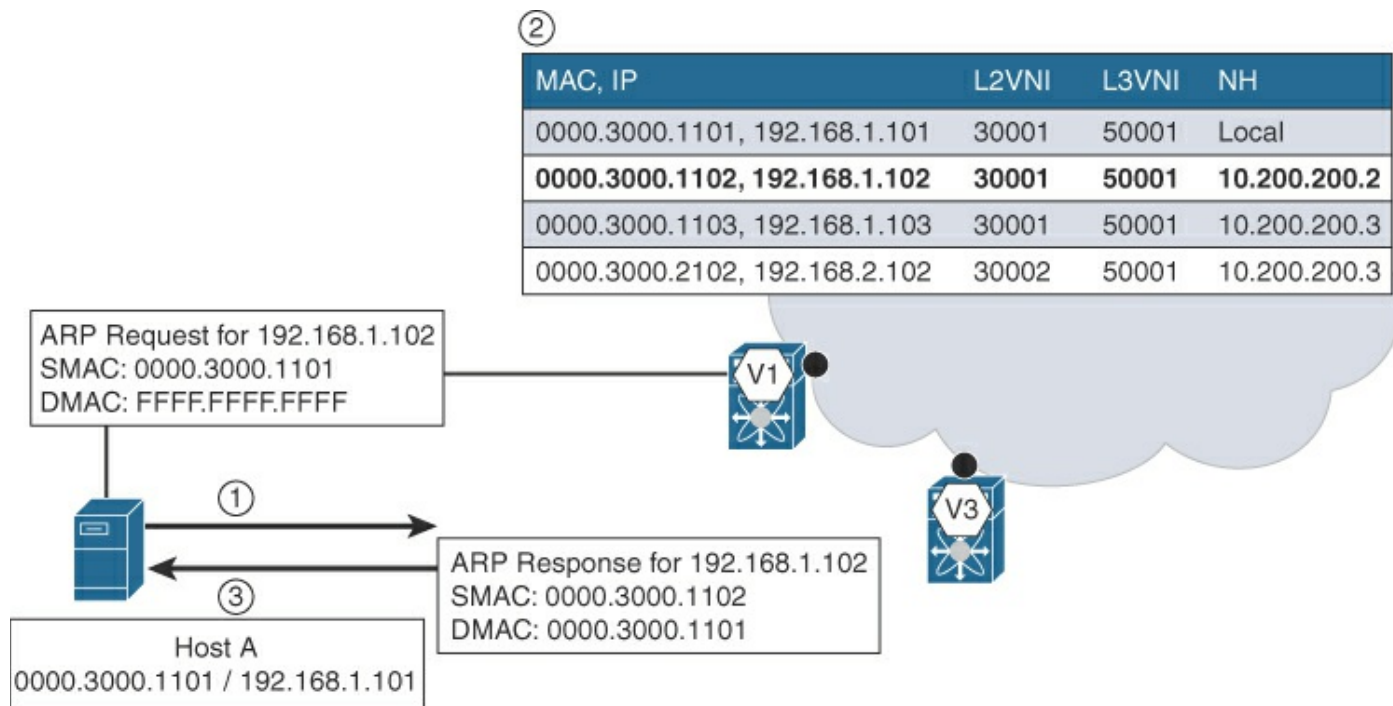 ②
MAC, IP L2VNI L3VNI NH
0000.3000.1101, 192.168.1.101 30001 50001 Local
0000.3000.1102, 192.168.1.102 30001 50001 10.200.200.2
0000.3000.1103, 192.168.1.103 30001 50001 10.200.200.3
0000.3000.2102, 192.168.2.102 30002 50001 10.200.200.3
ARP Request for 192.168.1.102
SMAC: 0000.3000.1101
DMAC: FFFF.FFFF.FFFF
V1
V3
①
ARP Response for 192.168.1.102
SMAC: 0000.3000.1102
DMAC: 0000.3000.1101
③
Host A
0000.3000.1101 / 192.168.1.101